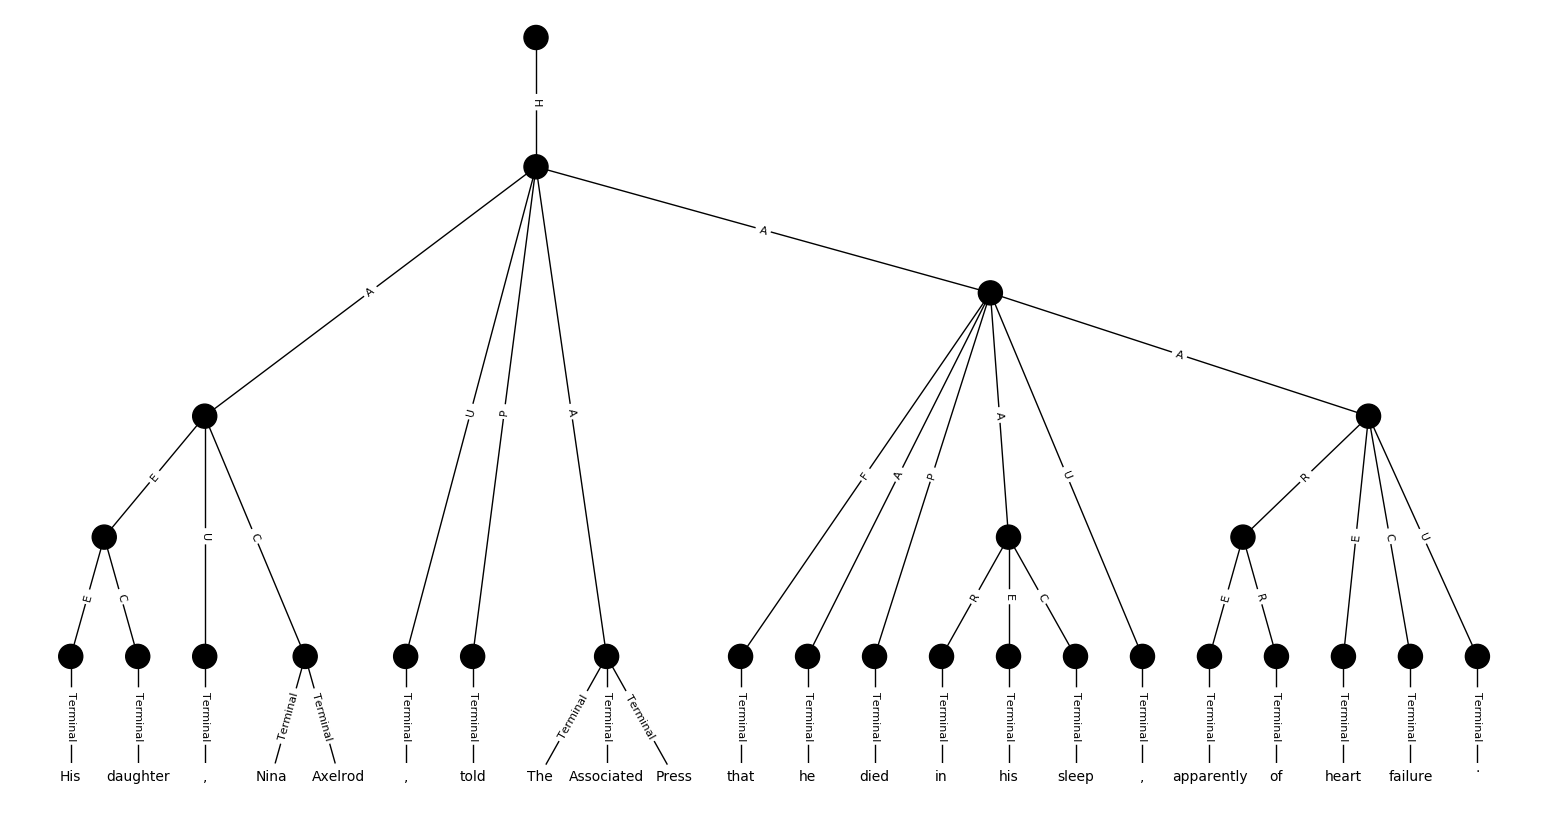 H
A
A
A
E
U
C
U
P
A
F
A
P
A
U
R
E
C
U
E
C
R
E
C
E
R
Terminal Terminal Terminal Terminal Terminal Terminal Terminal Terminal Terminal Terminal Terminal Terminal Terminal Terminal Terminal Terminal Terminal Terminal Terminal Terminal Terminal Terminal
His daughter , Nina Axelrod , told The Associated Press that he died in his sleep , apparently of heart failure .